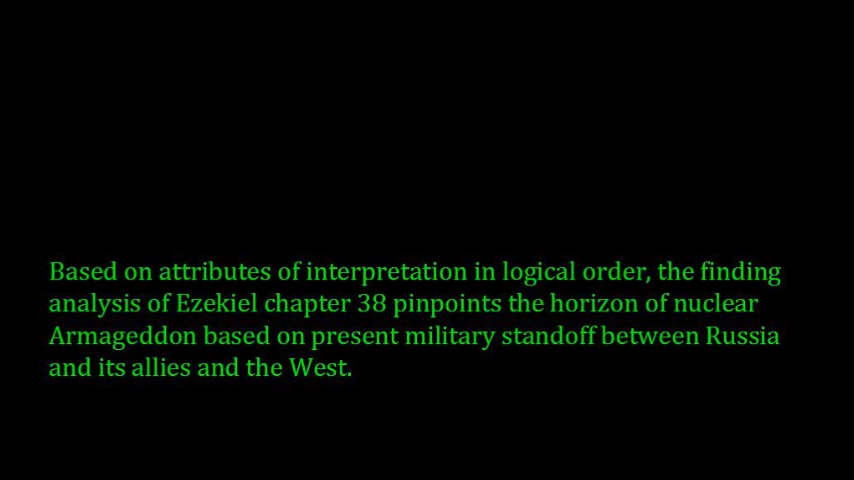 Based on attributes of interpretation in logical order, the finding
analysis of Ezekiel chapter 38 pinpoints the horizon of nuclear
Armageddon based on present military standoff between Russia
and its allies and the West.